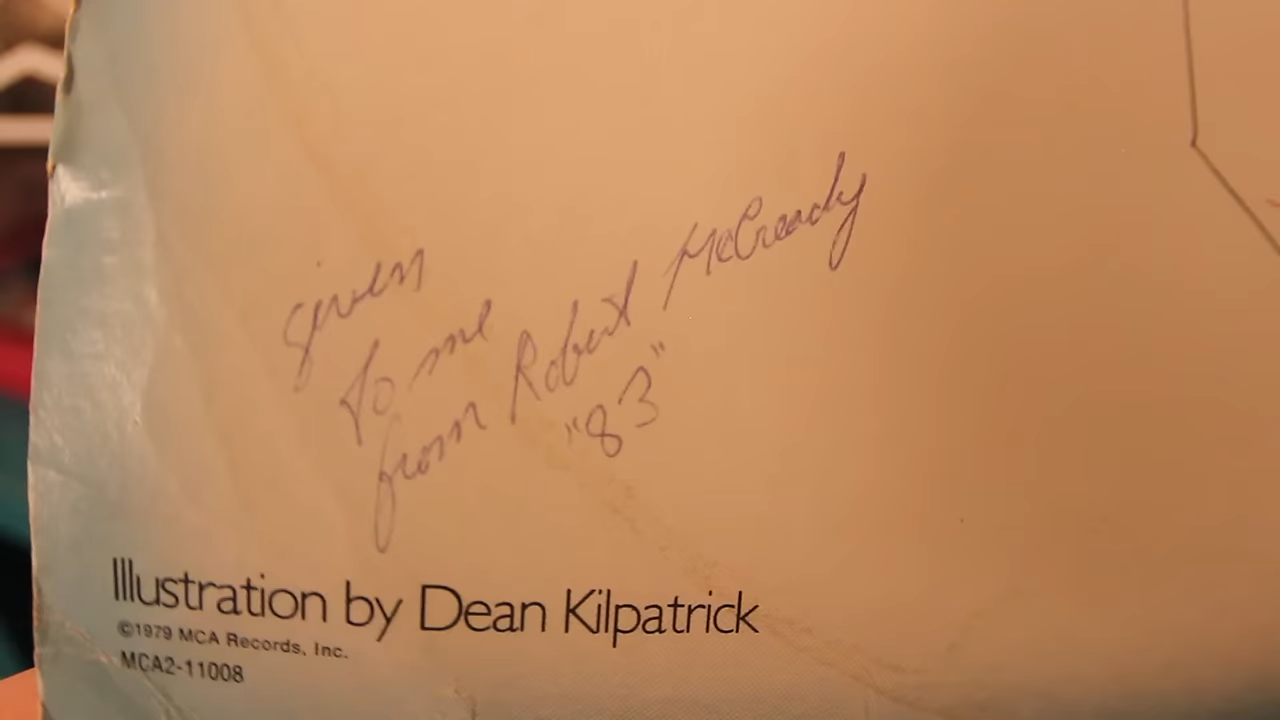 given
to me
from Robert McCready
"83"
Illustration by Dean Kilpatrick
©1979 MCA Records, Inc.
MCA2-11008